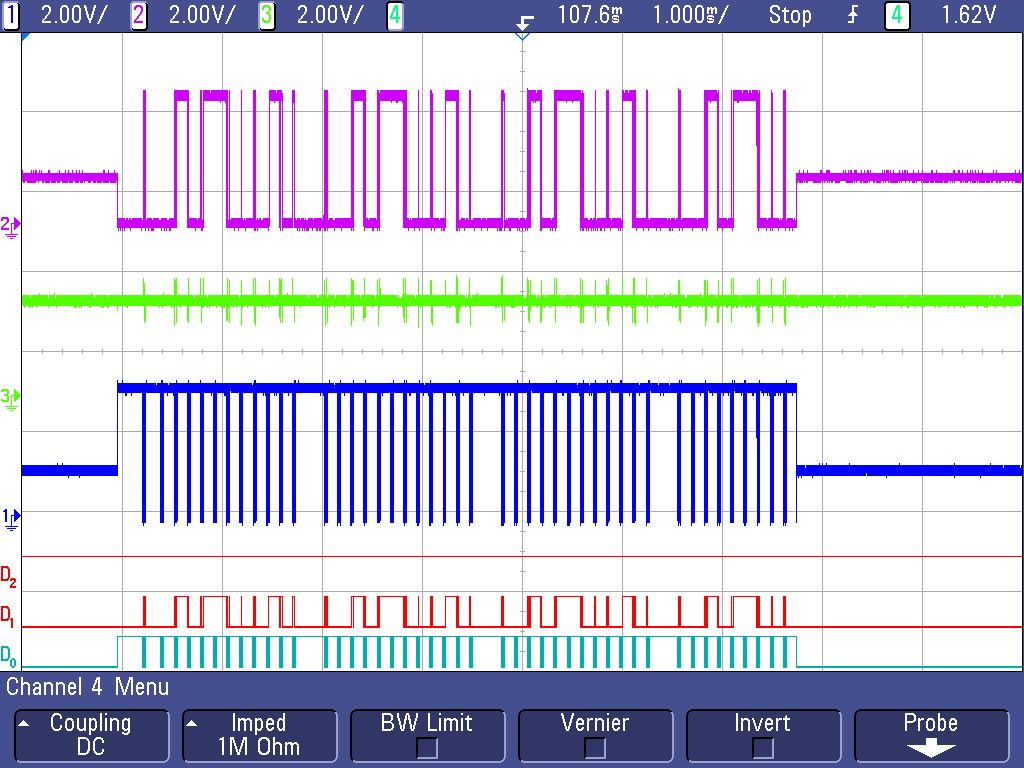 1 2.00V/ 2 2.00V/ 3 2.00V/ 4 107.6ms 1.000ms/ Stop 4 1.62V
2
3
1
D2
D1
D0
Channel 4 Menu
Coupling Imped BW Limit Vernier Invert Probe
DC 1M Ohm